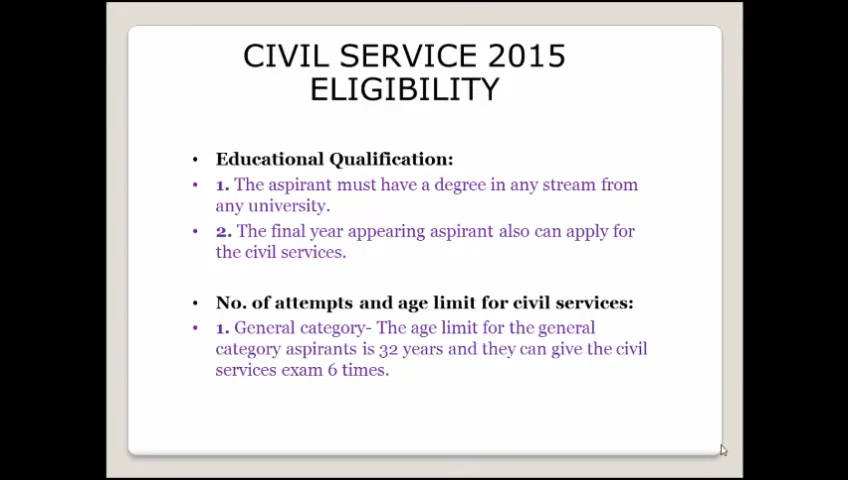 CIVIL SERVICE 2015
ELIGIBILITY
• Educational Qualification:
• 1. The aspirant must have a degree in any stream from
any university.
• 2. The final year appearing aspirant also can apply for
the civil services.
• No. of attempts and age limit for civil services:
• 1. General category- The age limit for the general
category aspirants is 32 years and they can give the civil
services exam 6 times.